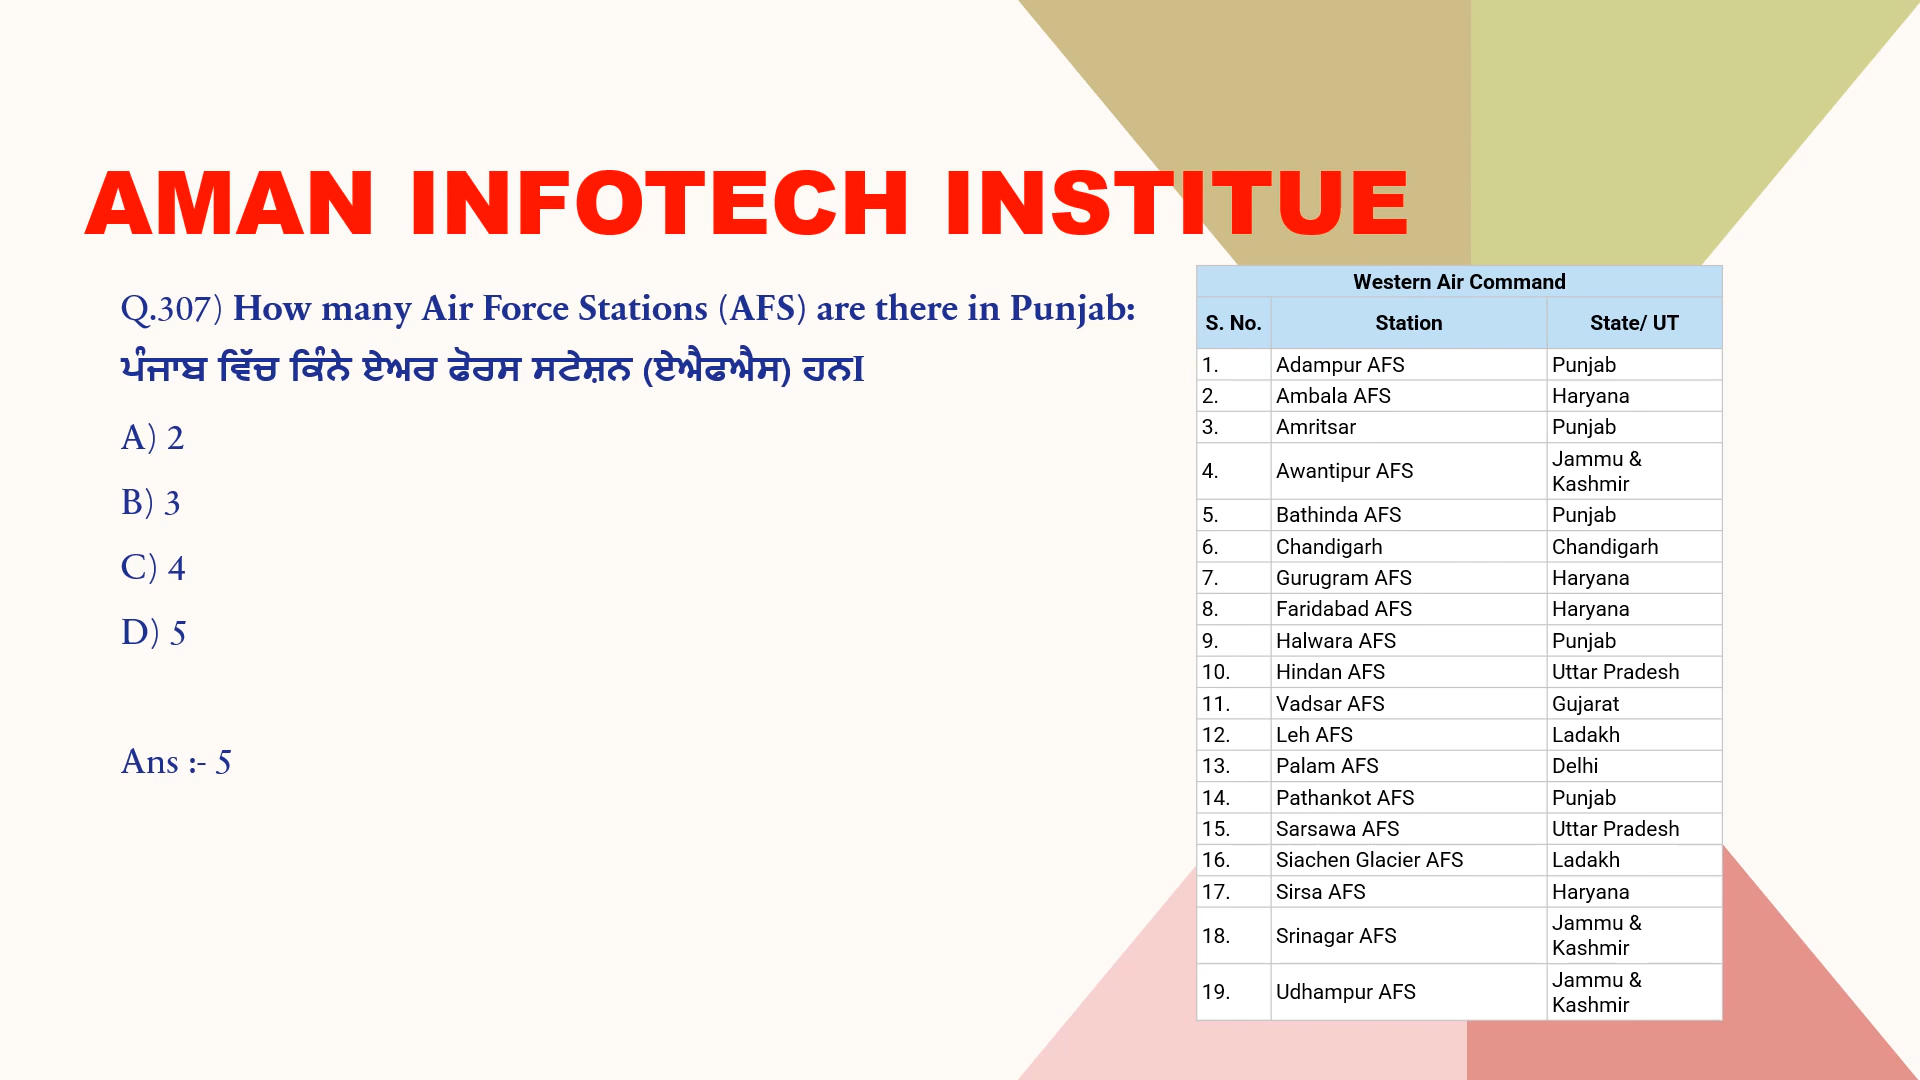 AMAN INFOTECH INSTITUE
Q.307) How many Air Force Stations (AFS) are there in Punjab:
ਪੰਜਾਬ ਵਿੱਚ ਕਿੰਨੇ ਏਅਰ ਫੋਰਸ ਸਟੇਸ਼ਨ (ਏਐਫਐਸ) ਹਨI
A) 2
B) 3
C) 4
D) 5
Ans :- 5
Western Air Command
S. No. Station State/ UT
1. Adampur AFS Punjab
2. Ambala AFS Haryana
3. Amritsar Punjab
4. Awantipur AFS Jammu &
Kashmir
5. Bathinda AFS Punjab
6. Chandigarh Chandigarh
7. Gurugram AFS Haryana
8. Faridabad AFS Haryana
9. Halwara AFS Punjab
10. Hindan AFS Uttar Pradesh
11. Vadsar AFS Gujarat
12. Leh AFS Ladakh
13. Palam AFS Delhi
14. Pathankot AFS Punjab
15. Sarsawa AFS Uttar Pradesh
16. Siachen Glacier AFS Ladakh
17. Sirsa AFS Haryana
18. Srinagar AFS Jammu &
Kashmir
19. Udhampur AFS Jammu &
Kashmir